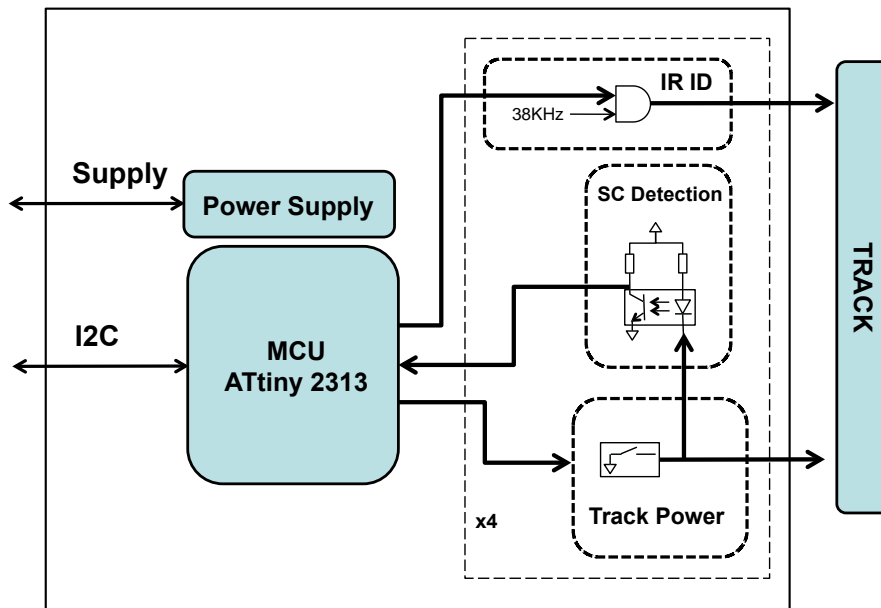 IR ID
38KHz
Supply
Power Supply
SC Detection
I2C
MCU
ATtiny 2313
TRACK
x4
Track Power